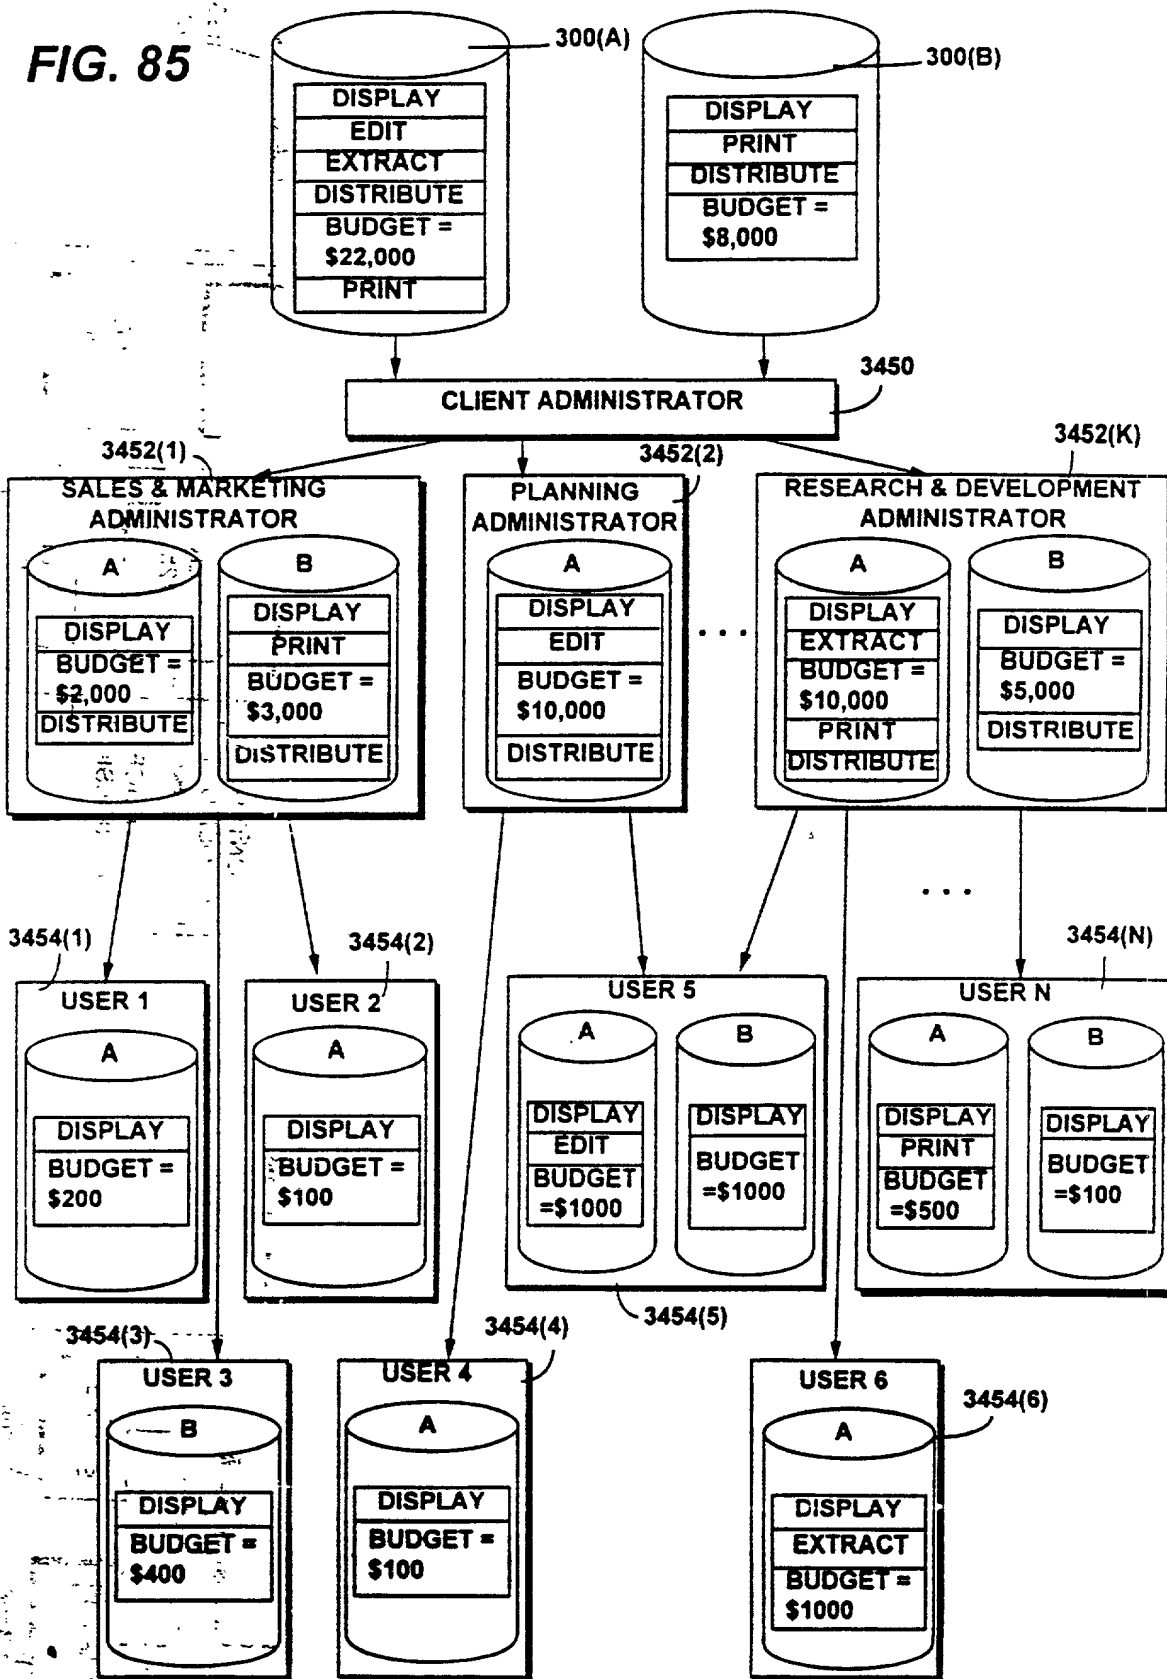 FIG. 85
300(A)
300(B)
DISPLAY
EDIT
EXTRACT
DISTRIBUTE
BUDGET =
$22,000
PRINT
DISPLAY
PRINT
DISTRIBUTE
BUDGET =
$8,000
3450
CLIENT ADMINISTRATOR
3452(1)
3452(2)
3452(K)
SALES & MARKETING
ADMINISTRATOR
A
DISPLAY
BUDGET =
$2,000
DISTRIBUTE
B
DISPLAY
PRINT
BUDGET =
$3,000
DISTRIBUTE
PLANNING
ADMINISTRATOR
A
DISPLAY
EDIT
BUDGET =
$10,000
DISTRIBUTE
...
RESEARCH & DEVELOPMENT
ADMINISTRATOR
A
DISPLAY
EXTRACT
BUDGET =
$10,000
PRINT
DISTRIBUTE
B
DISPLAY
BUDGET =
$5,000
DISTRIBUTE
...
3454(1)
USER 1
A
DISPLAY
BUDGET =
$200
3454(2)
USER 2
A
DISPLAY
BUDGET =
$100
USER 5
A
DISPLAY
EDIT
BUDGET
=$1000
B
DISPLAY
BUDGET
=$1000
3454(5)
3454(N)
USER N
A
DISPLAY
PRINT
BUDGET
=$500
B
DISPLAY
BUDGET
=$100
3454(3)
USER 3
B
DISPLAY
BUDGET =
$400
3454(4)
USER 4
A
DISPLAY
BUDGET =
$100
3454(6)
USER 6
A
DISPLAY
EXTRACT
BUDGET =
$1000